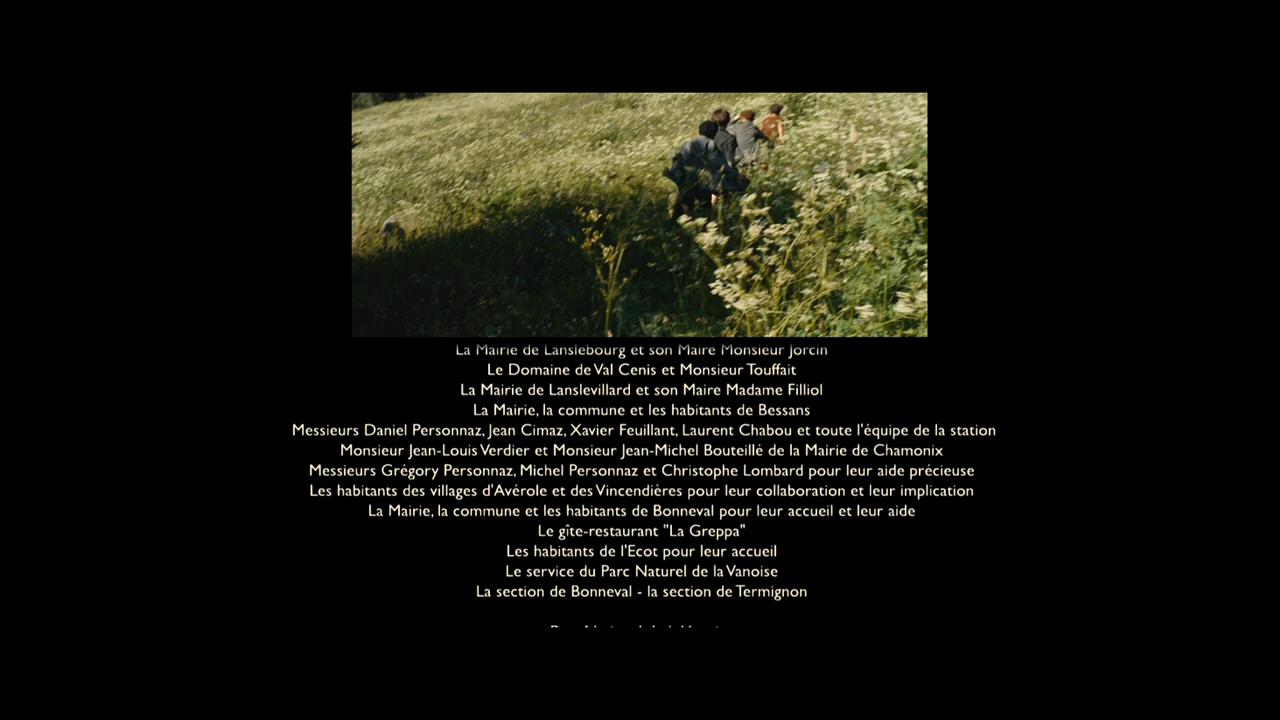 La Mairie de Lanslebourg et son Maire Monsieur Jorcin
Le Domaine de Val Cenis et Monsieur Touffait
La Mairie de Lanslevillard et son Maire Madame Filliol
La Mairie, la commune et les habitants de Bessans
Messieurs Daniel Personnaz, Jean Cimaz, Xavier Feuillant, Laurent Chabou et toute l'équipe de la station
Monsieur Jean-Louis Verdier et Monsieur Jean-Michel Bouteillé de la Mairie de Chamonix
Messieurs Grégory Personnaz, Michel Personnaz et Christophe Lombard pour leur aide précieuse
Les habitants des villages d'Avérole et des Vincendières pour leur collaboration et leur implication
La Mairie, la commune et les habitants de Bonneval pour leur accueil et leur aide
Le gîte-restaurant "La Greppa"
Les habitants de l'Ecot pour leur accueil
Le service du Parc Naturel de la Vanoise
La section de Bonneval - la section de Termignon